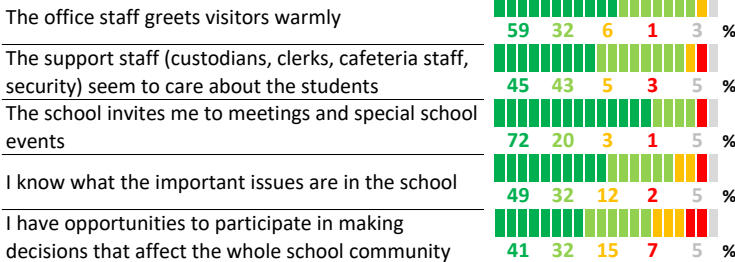 The office staff greets visitors warmly
59 32 6 1 3 %
The support staff (custodians, clerks, cafeteria staff,
security) seem to care about the students
45 43 5 3 5 %
The school invites me to meetings and special school
events
72 20 3 1 5 %
I know what the important issues are in the school
49 32 12 2 5 %
I have opportunities to participate in making
decisions that affect the whole school community
41 32 15 7 5 %